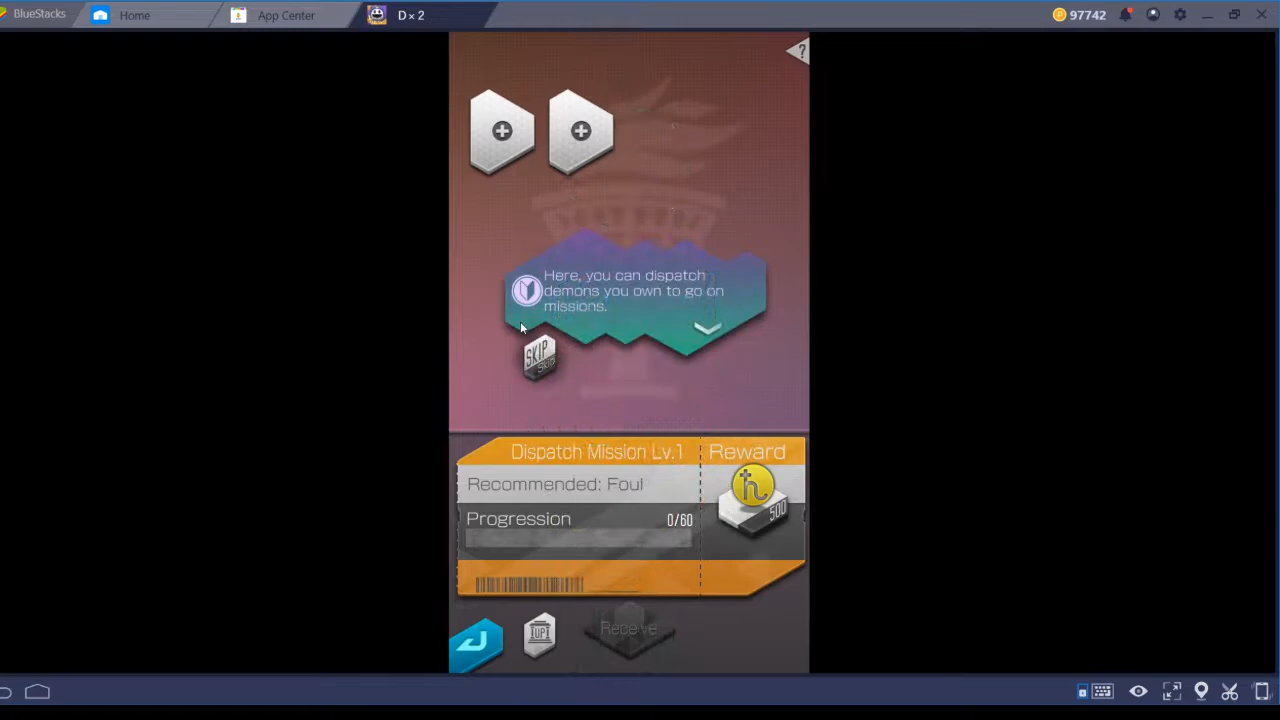 BlueStacks
Home
App Center
D×2
97742
?
Here, you can dispatch
demons you own to go on
missions.
SKIP
Skip
Dispatch Mission Lv.1
Reward
Recommended: Foul
Progression
0/60
500
UP!
Receive